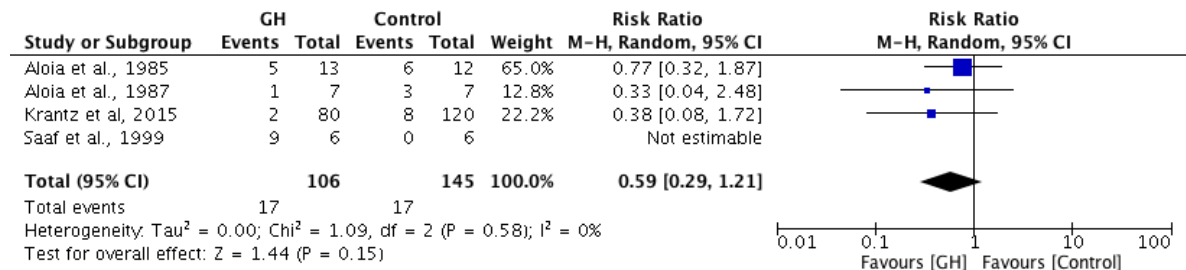 GH Control Risk Ratio Risk Ratio
Study or Subgroup Events Total Events Total Weight M-H, Random, 95% CI M-H, Random, 95% CI
Aloia et al., 1985 5 13 6 12 65.0% 0.77 [0.32, 1.87]
Aloia et al., 1987 1 7 3 7 12.8% 0.33 [0.04, 2.48]
Krantz et al, 2015 2 80 8 120 22.2% 0.38 [0.08, 1.72]
Saaf et al., 1999 9 6 0 6 Not estimable
Total (95% CI) 106 145 100.0% 0.59 [0.29, 1.21]
Total events 17 17
Heterogeneity: Tau² = 0.00; Chi² = 1.09, df = 2 (P = 0.58); I² = 0%
Test for overall effect: Z = 1.44 (P = 0.15)
0.01 0.1 1 10 100
Favours [GH] Favours [Control]